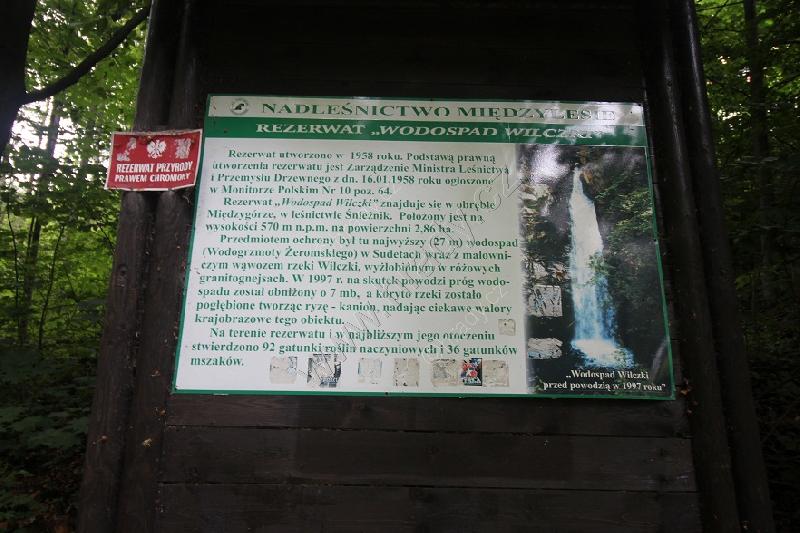 NADLEŚNICTWO MIĘDZYLESIE
REZERWAT „WODOSPAD WILCZKI"
REZERWAT PRZYRODY
PRAWEM CHRONIONY
Rezerwat utworzono w 1958 roku. Podstawą prawną
utworzenia rezerwatu jest Zarządzenie Ministra Leśnictwa
i Przemysłu Drzewnego z dn. 16.01.1958 roku ogłoszone
w Monitorze Polskim Nr 10 poz. 64.
Rezerwat „Wodospad Wilczki" znajduje się w obrębie
Międzygórze, w leśnictwie Śnieżnik. Położony jest na
wysokości 570 m n.p.m. na powierzchni 2,86 ha.
Przedmiotem ochrony był tu najwyższy (27 m) wodospad
(Wodogrzmoty Żeromskiego) w Sudetach wraz z malowni-
czym wąwozem rzeki Wilczki, wyżłobionym w różowych
granitognejsach. W 1997 r. na skutek powodzi próg wodo-
spadu został obniżony o 7 mb, a koryto rzeki zostało
pogłębione tworząc ryzę - kanion, nadając ciekawe walory
krajobrazowe tego obiektu.
Na terenie rezerwatu i w najbliższym jego otoczeniu
stwierdzono 92 gatunki roślin naczyniowych i 36 gatunków
mszaków.
„Wodospad Wilczki
przed powodzią w 1997 roku"